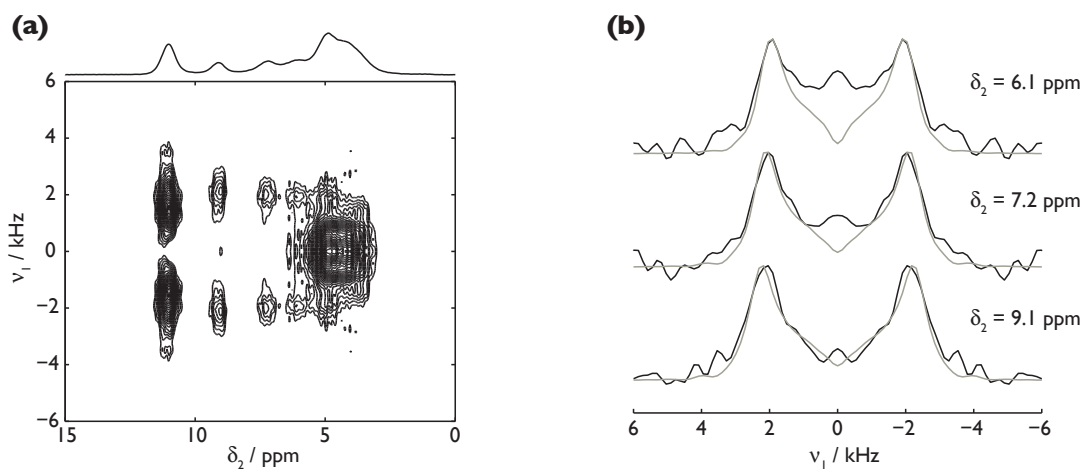 (a)
6
4
2
0
−2
−4
−6
ν1 / kHz
15 10 5 0
δ2 / ppm
(b)
δ2 = 6.1 ppm
δ2 = 7.2 ppm
δ2 = 9.1 ppm
6 4 2 0 −2 −4 −6
ν1 / kHz